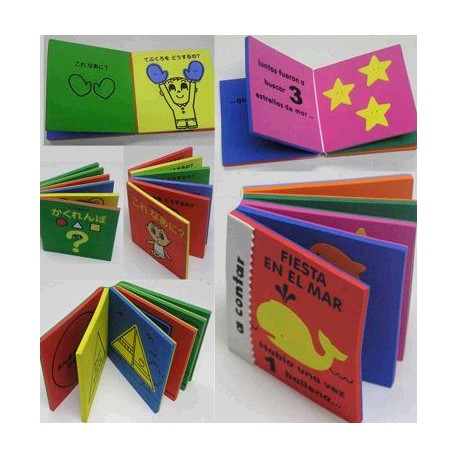 これなあに?
てぶくろを どうするの?
...qu
Juntos fueron a
buscar 3
estrellas de mar...
かくれんぼ
?
これなあに?
a contar
FIESTA
EN EL MAR
Había una vez
1 ballena...